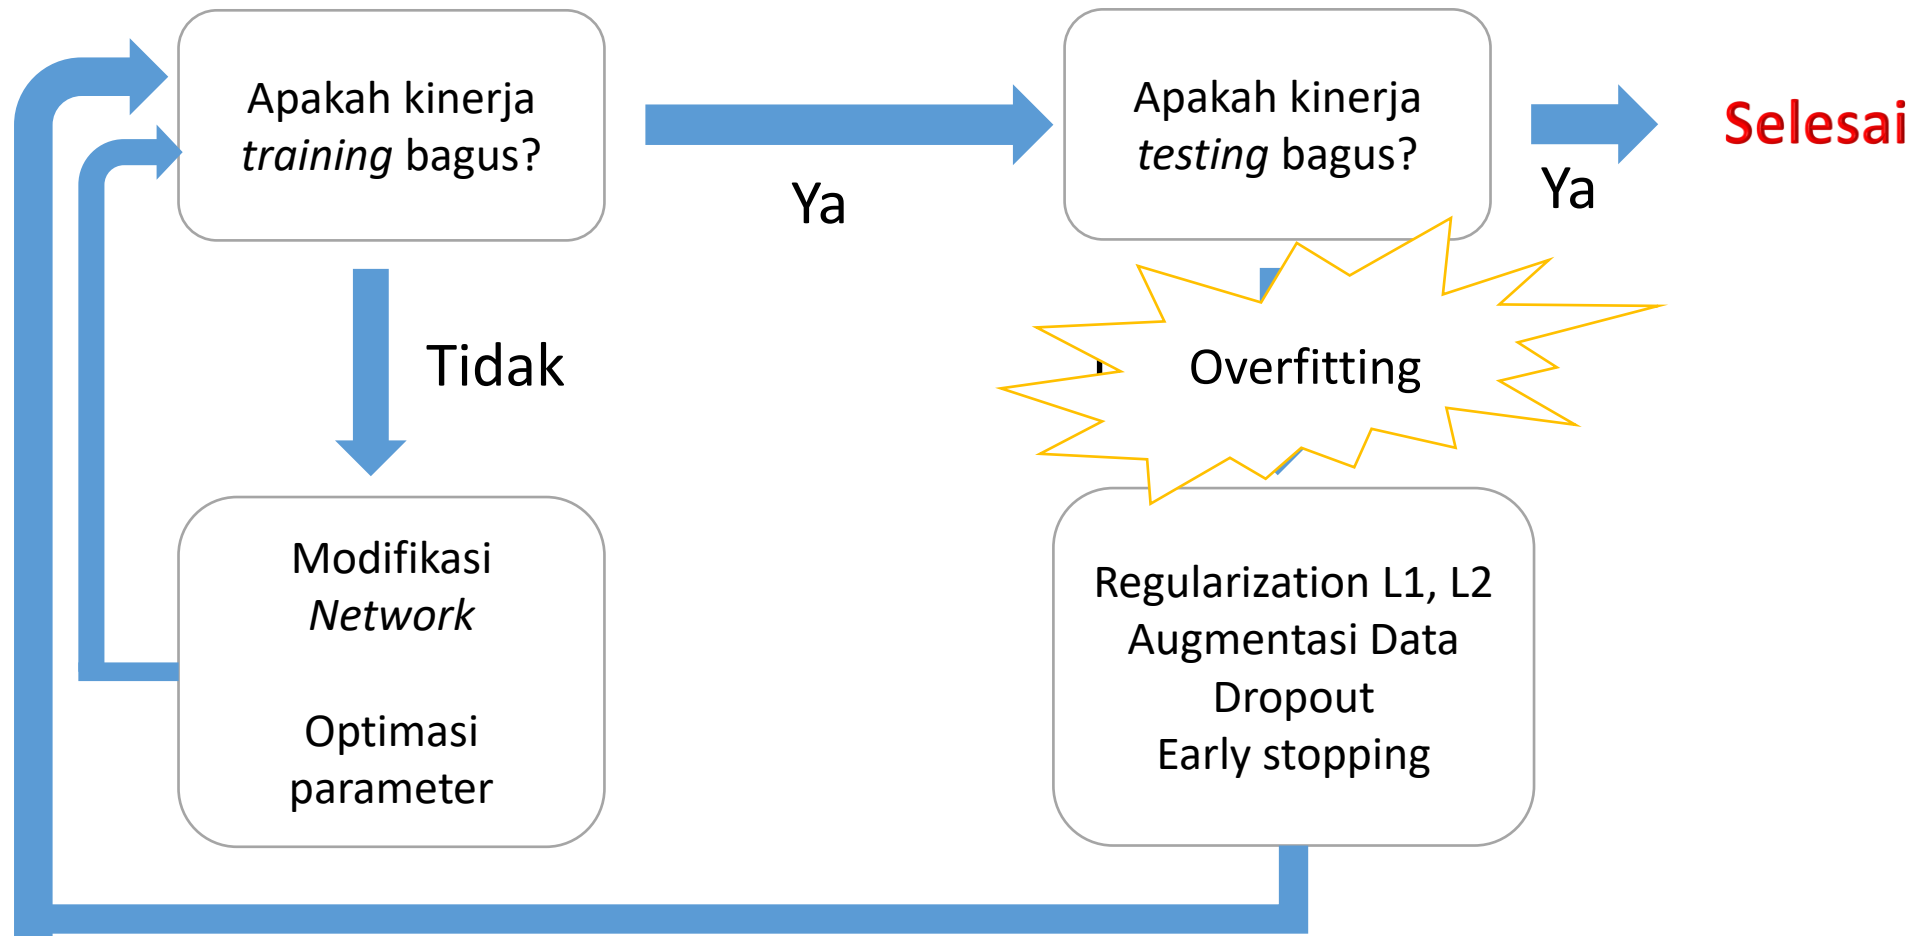 Apakah kinerja
training bagus?
Ya
Apakah kinerja
testing bagus?
Ya
Selesai
Tidak
Overfitting
Modifikasi
Network
Optimasi
parameter
Regularization L1, L2
Augmentasi Data
Dropout
Early stopping